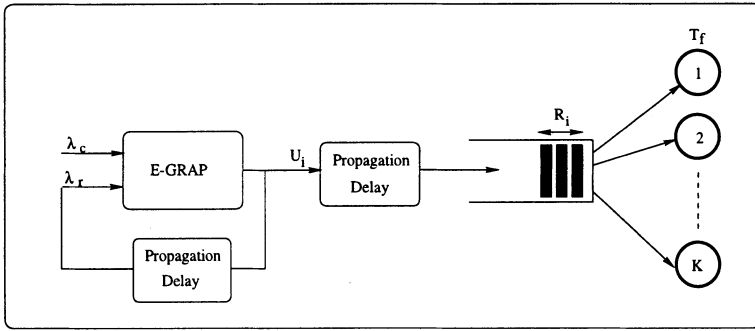 T_f
1
R_i
2
λ_c
E-GRAP
U_i
Propagation
Delay
λ_r
Propagation
Delay
K